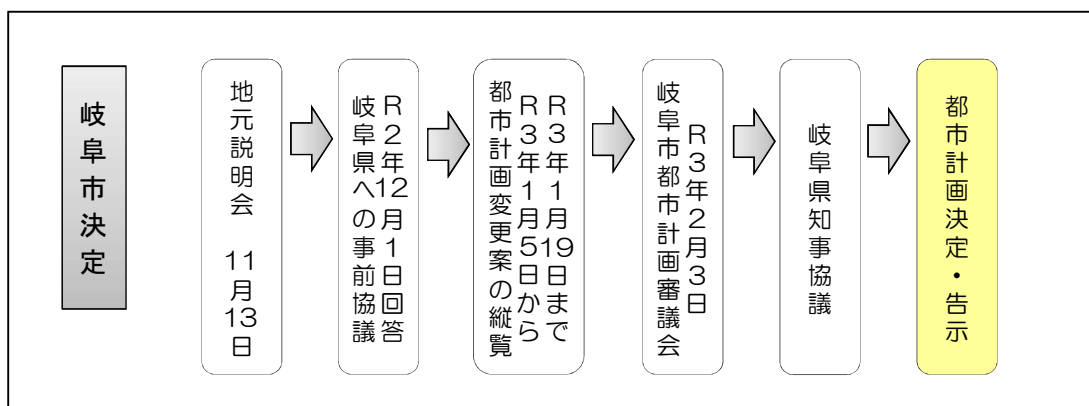 岐阜市決定
地元説明会　11月13日
岐阜県への事前協議
R2年12月1日回答
都市計画変更案の縦覧
R3年1月5日から
R3年1月19日まで
岐阜市都市計画審議会
R3年2月3日
岐阜県知事協議
都市計画決定・告示